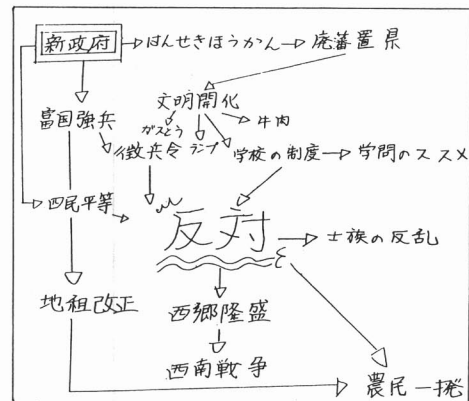 新政府
はんせきほうかん
廃藩置県
文明開化
富国強兵
ガスとう
ランプ
牛肉
徴兵令
学校の制度
学問のススメ
四民平等
反対
士族の反乱
地租改正
西郷隆盛
西南戦争
農民一揆